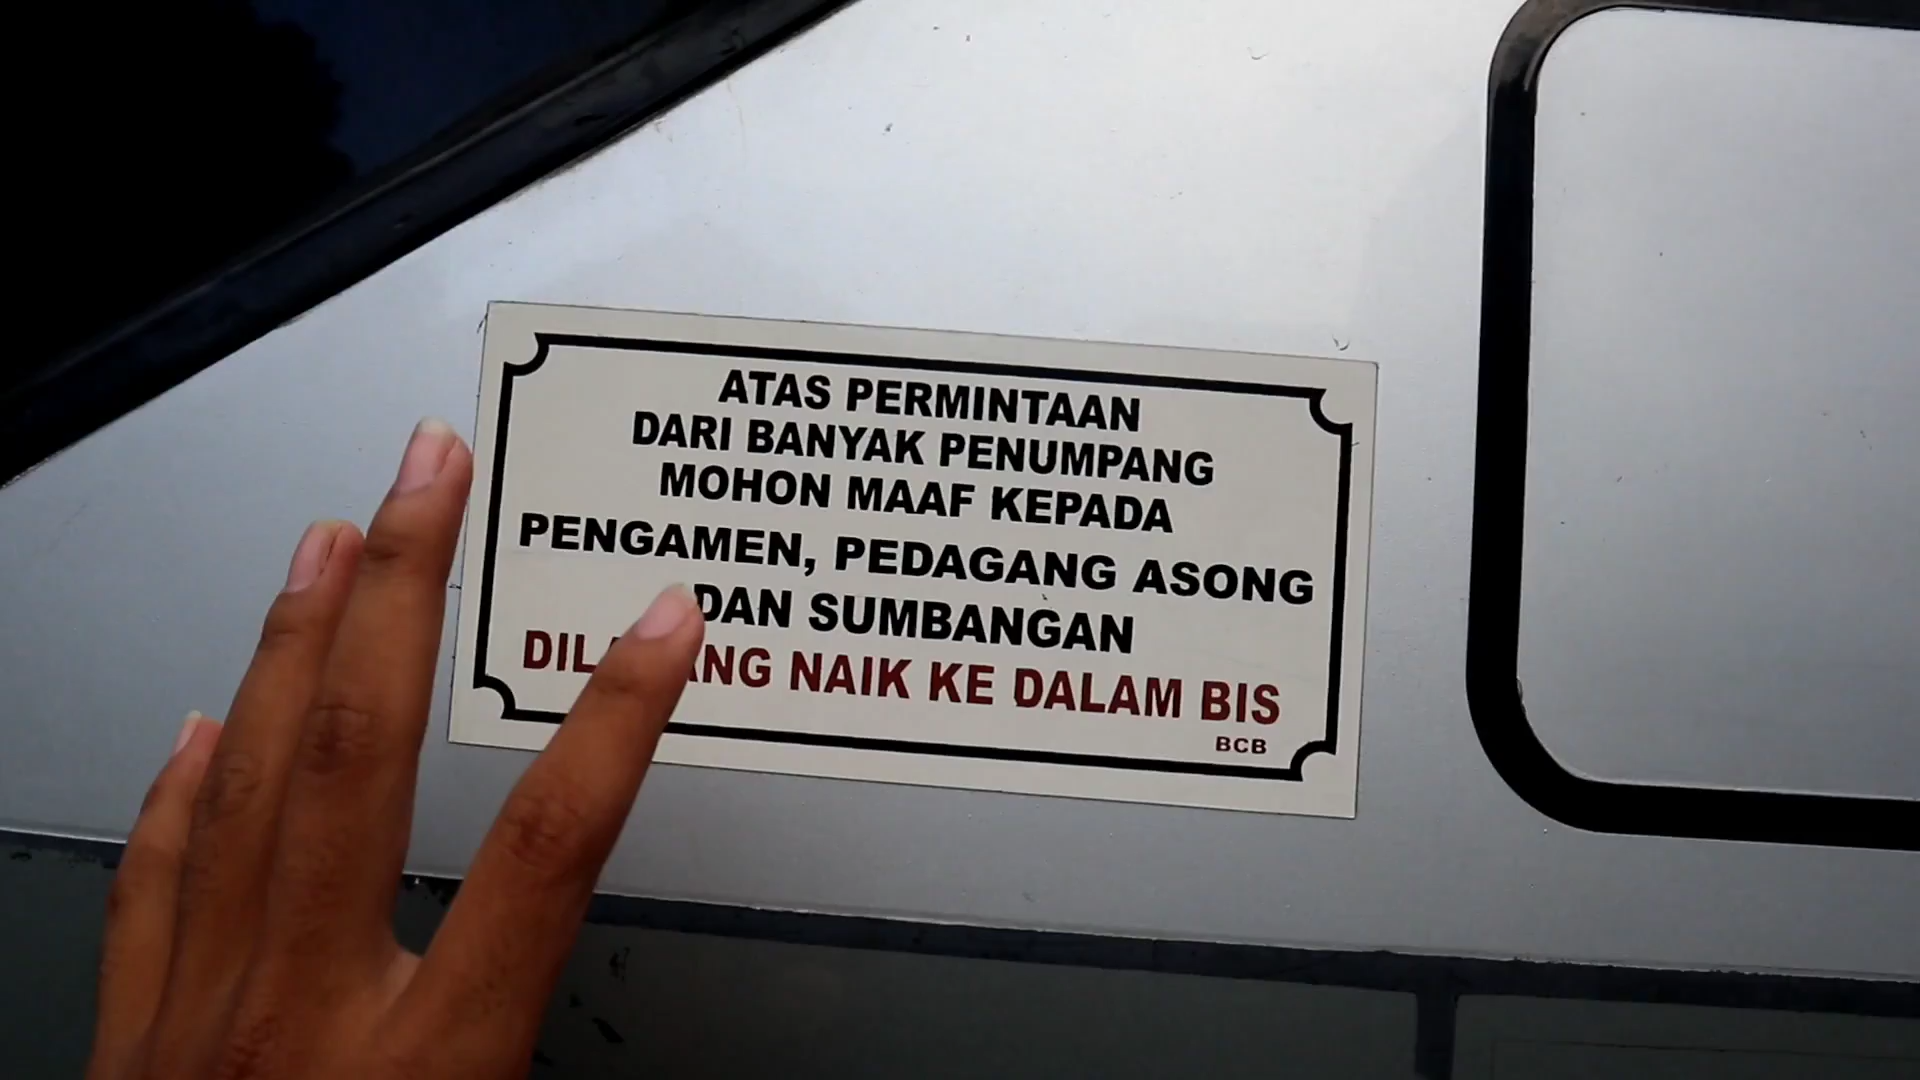 ATAS PERMINTAAN
DARI BANYAK PENUMPANG
MOHON MAAF KEPADA
PENGAMEN, PEDAGANG ASONG
DAN SUMBANGAN
NAIK KE DALAM BIS
BCB